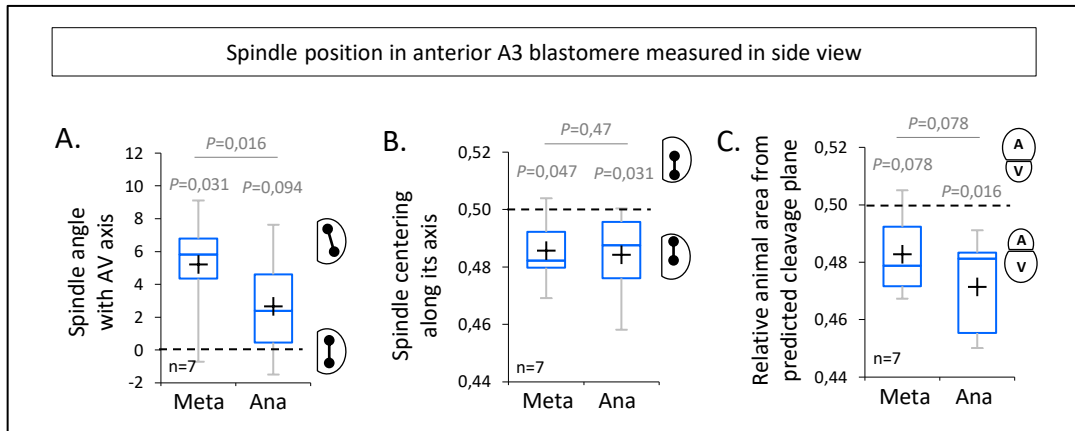 Spindle position in anterior A3 blastomere measured in side view
A.
P=0,016
P=0,031
P=0,094
Spindle angle
with AV axis
12
10
8
6
4
2
0
-2
n=7
Meta
Ana
B.
P=0,47
P=0,047
P=0,031
Spindle centering
along its axis
0,52
0,50
0,48
0,46
0,44
n=7
Meta
Ana
C.
P=0,078
P=0,078
P=0,016
Relative animal area from
predicted cleavage plane
0,52
0,50
0,48
0,46
0,44
n=7
Meta
Ana
A
V
A
V